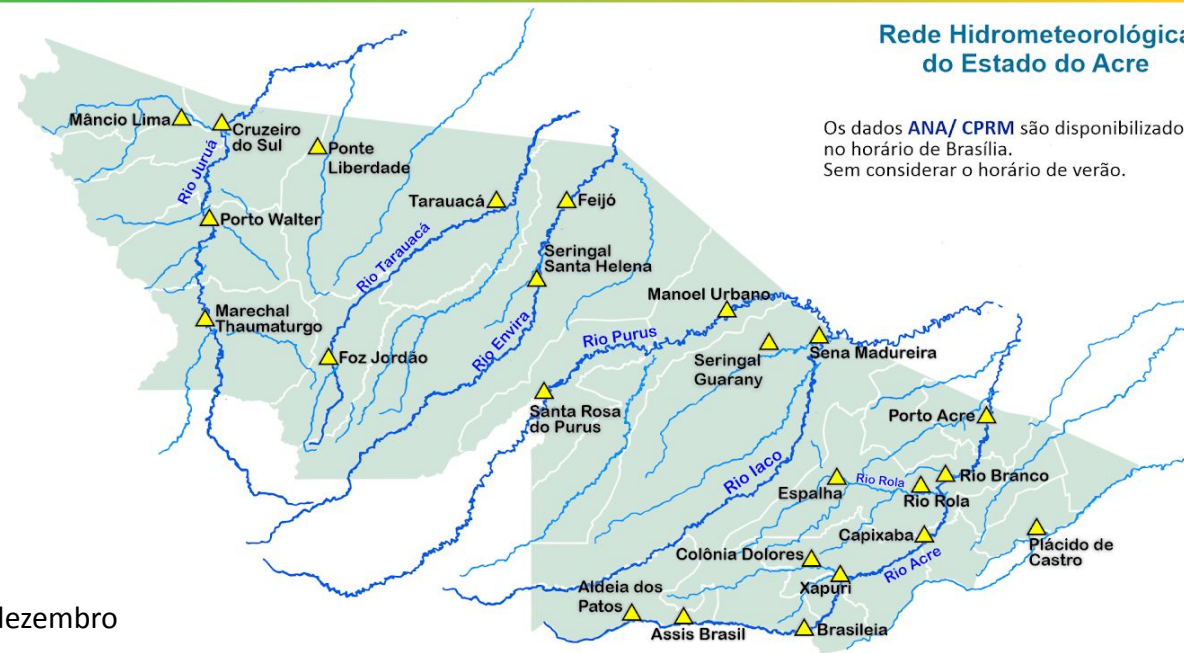 Rede Hidrometeorológica
do Estado do Acre
Os dados ANA/ CPRM são disponibilizado
no horário de Brasília.
Sem considerar o horário de verão.
Mâncio Lima
Cruzeiro
do Sul
Ponte
Liberdade
Rio Juruá
Porto Walter
Tarauacá
Feijó
Rio Tarauacá
Seringal
Santa Helena
Marechal
Thaumaturgo
Foz Jordão
Rio Envira
Manoel Urbano
Rio Purus
Seringal
Guarany
Sena Madureira
Santa Rosa
do Purus
Porto Acre
Rio Iaco
Espalha
Rio Rola
Rio Rola
Rio Branco
Capixaba
Plácido de
Castro
Colônia Dolores
Rio Acre
Xapuri
Aldeia dos
Patos
Assis Brasil
Brasileia
dezembro